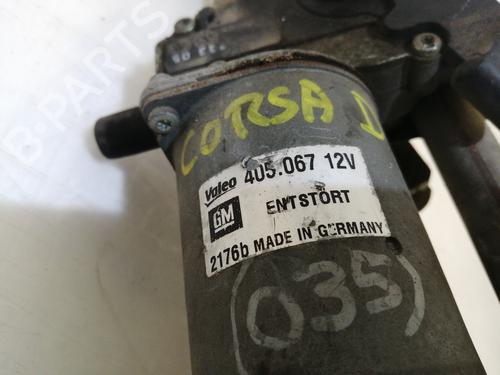 B-PARTS
CORSA D
Valeo 405.067 12V
GM ENTSTÖRT
2176b MADE IN GERMANY
(035)